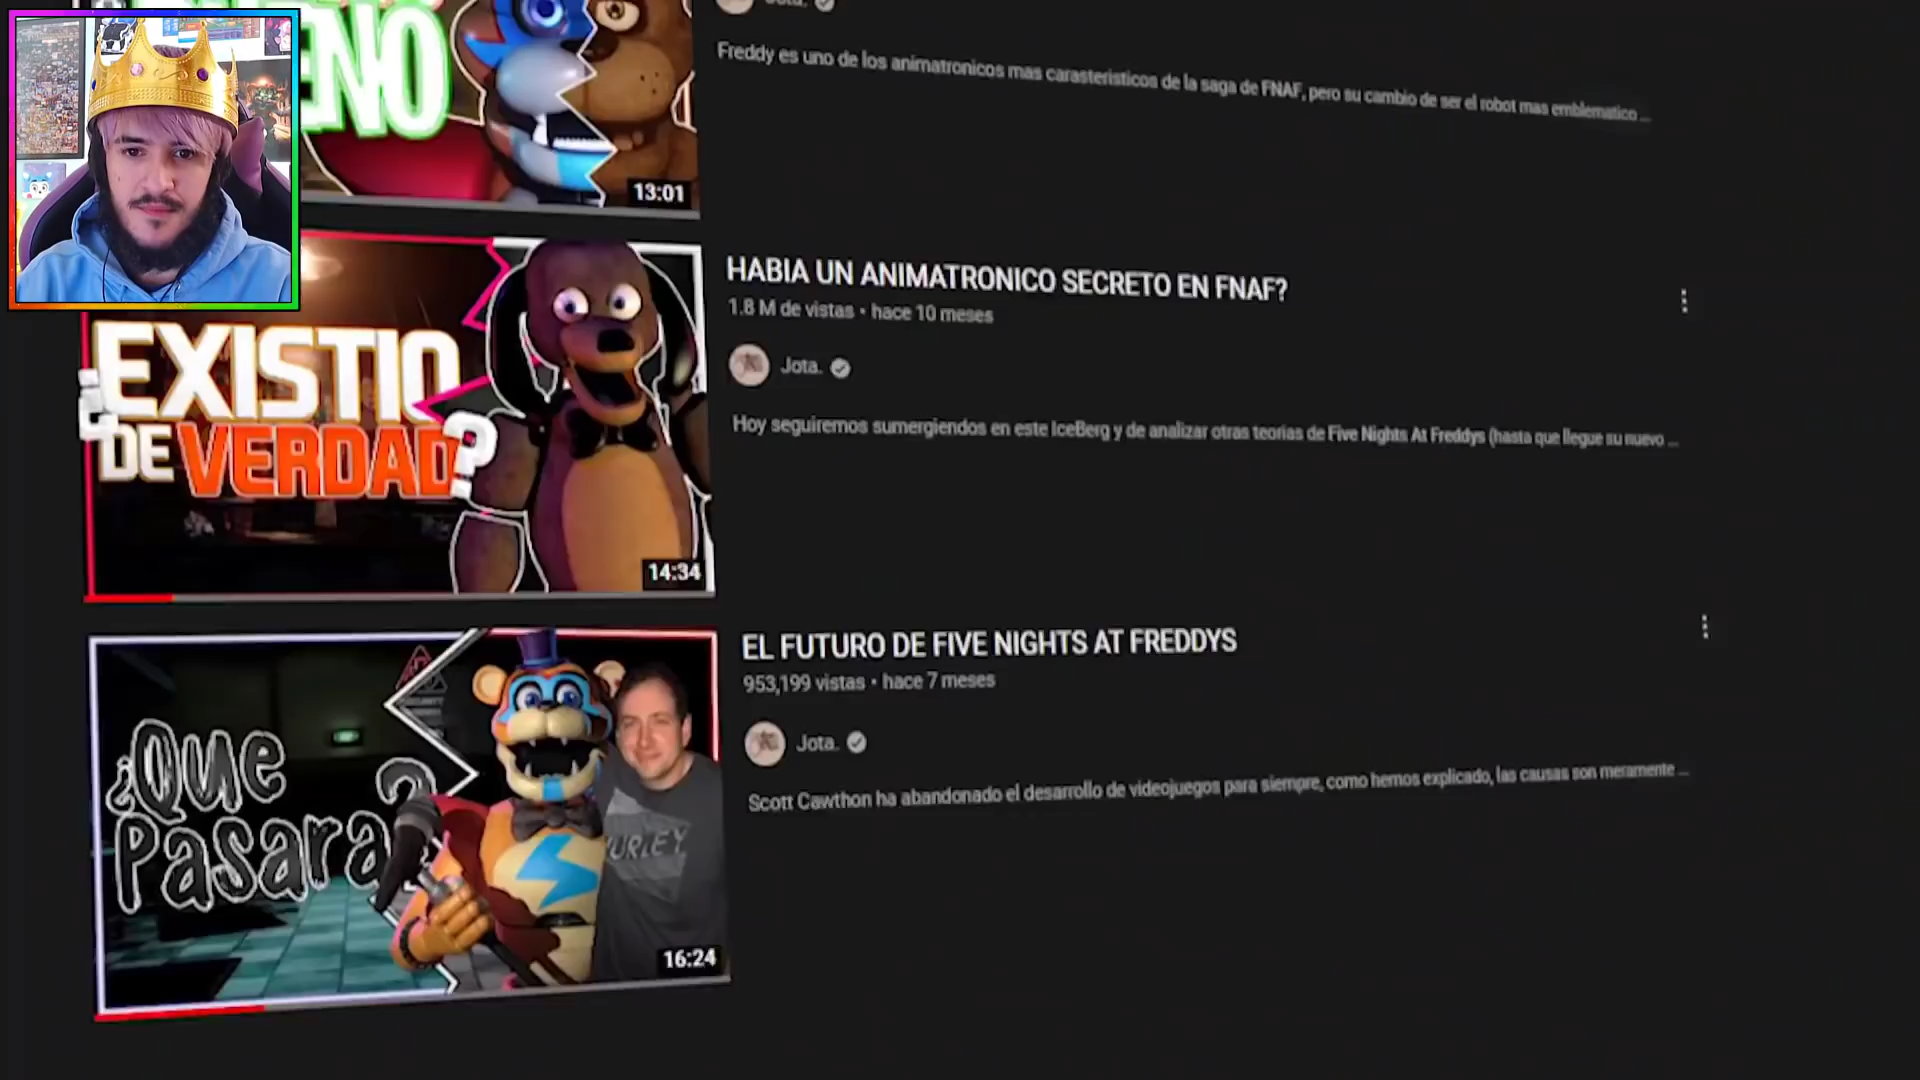 ENO
13:01
Jota.
Freddy es uno de los animatronicos mas carasteristicos de la saga de FNAF, pero su cambio de ser el robot mas emblematico ...
¿EXISTIO
DE VERDAD?
14:34
HABIA UN ANIMATRONICO SECRETO EN FNAF?
1.8 M de vistas • hace 10 meses
Jota.
Hoy seguiremos sumergiendos en este IceBerg y de analizar otras teorias de Five Nights At Freddys (hasta que llegue su nuevo ...
¿Que
Pasara?
URLEY
16:24
EL FUTURO DE FIVE NIGHTS AT FREDDYS
953,199 vistas • hace 7 meses
Jota.
Scott Cawthon ha abandonado el desarrollo de videojuegos para siempre, como hemos explicado, las causas son meramente ...